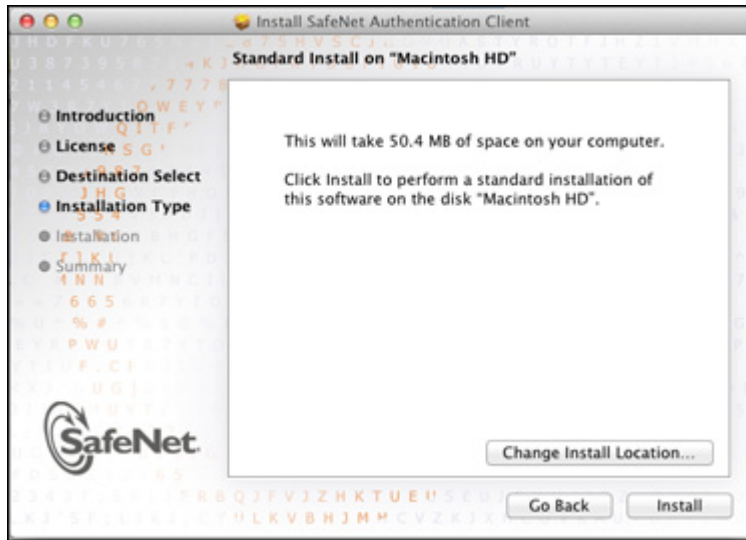 Install SafeNet Authentication Client
Standard Install on "Macintosh HD"
Introduction
License
Destination Select
Installation Type
Installation
Summary
This will take 50.4 MB of space on your computer.
Click Install to perform a standard installation of
this software on the disk "Macintosh HD".
SafeNet.
Change Install Location...
Go Back
Install